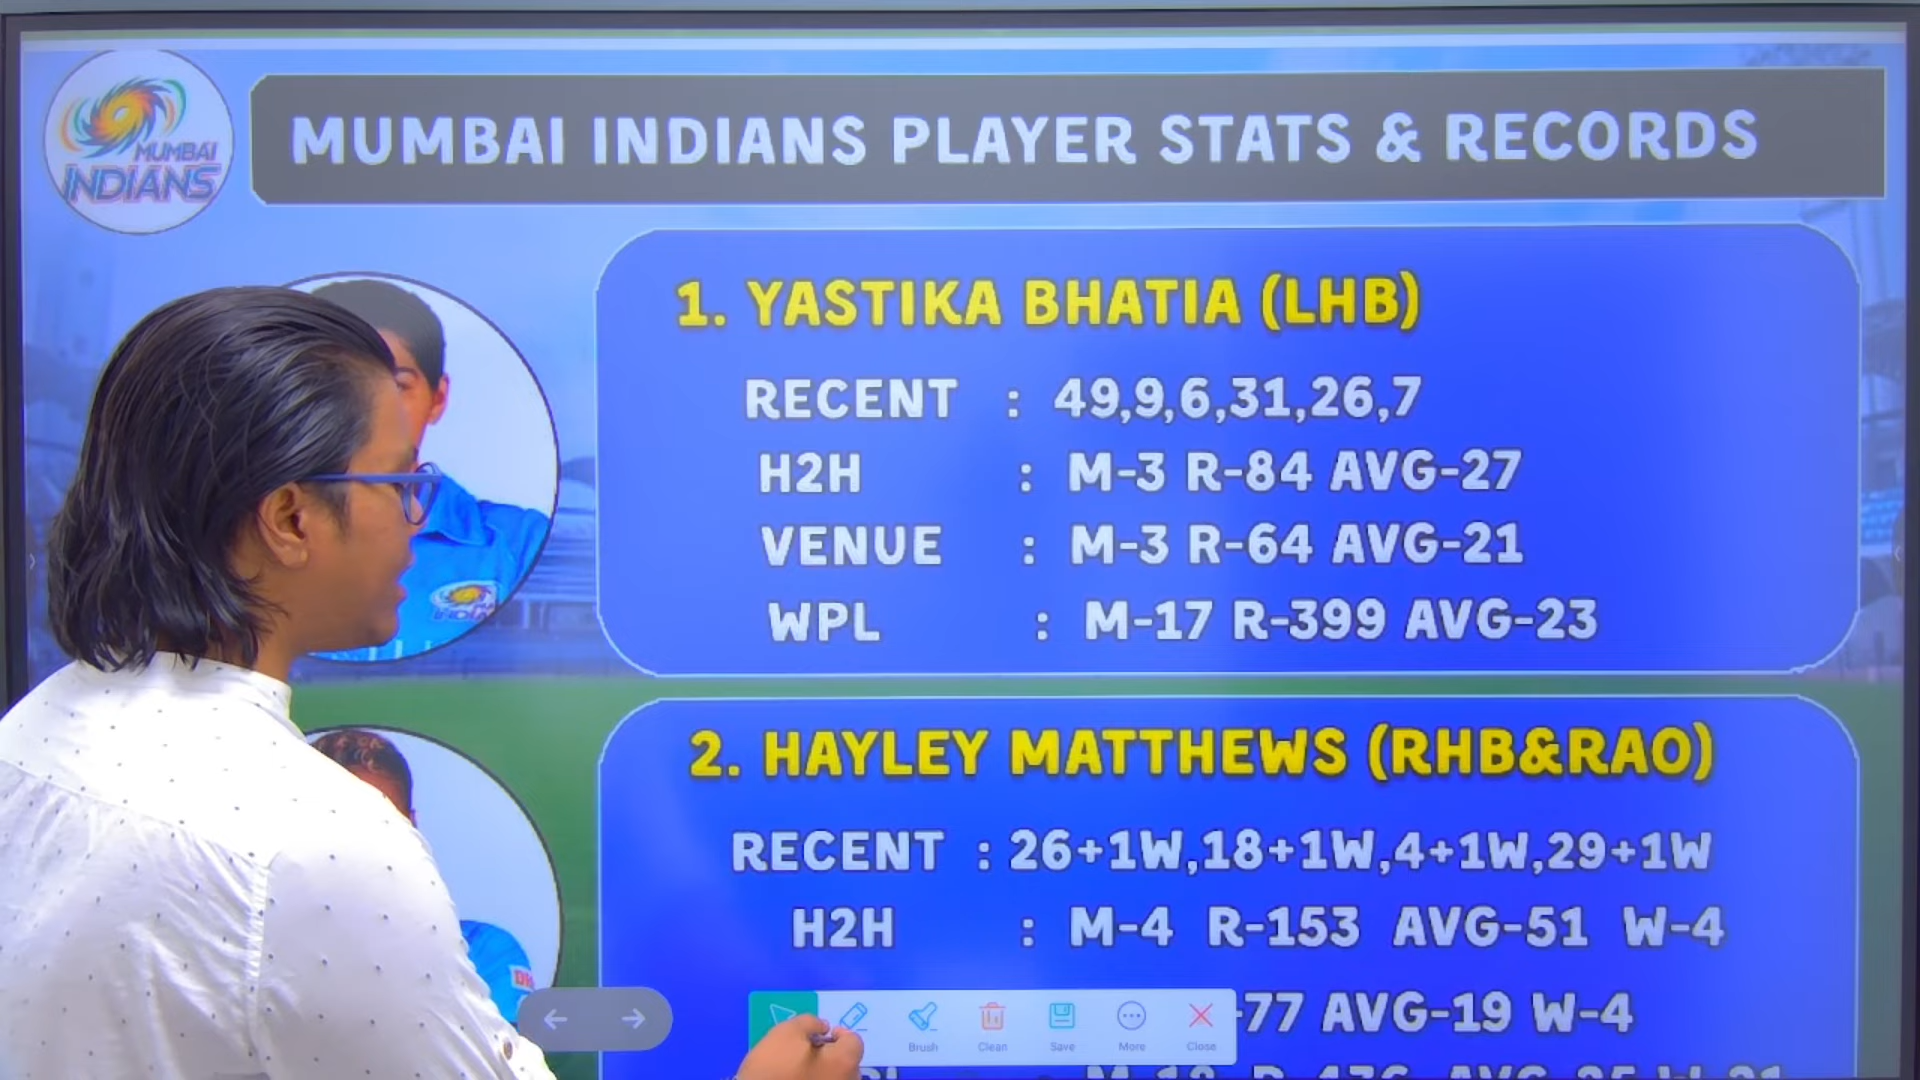 MUMBAI
INDIANS
MUMBAI INDIANS PLAYER STATS & RECORDS
1. YASTIKA BHATIA (LHB)
RECENT : 49,9,6,31,26,7
H2H : M-3 R-84 AVG-27
VENUE : M-3 R-64 AVG-21
WPL : M-17 R-399 AVG-23
2. HAYLEY MATTHEWS (RHB&RAO)
RECENT : 26+1W,18+1W,4+1W,29+1W
H2H : M-4 R-153 AVG-51 W-4
-77 AVG-19 W-4
Brush Clean Save More Close